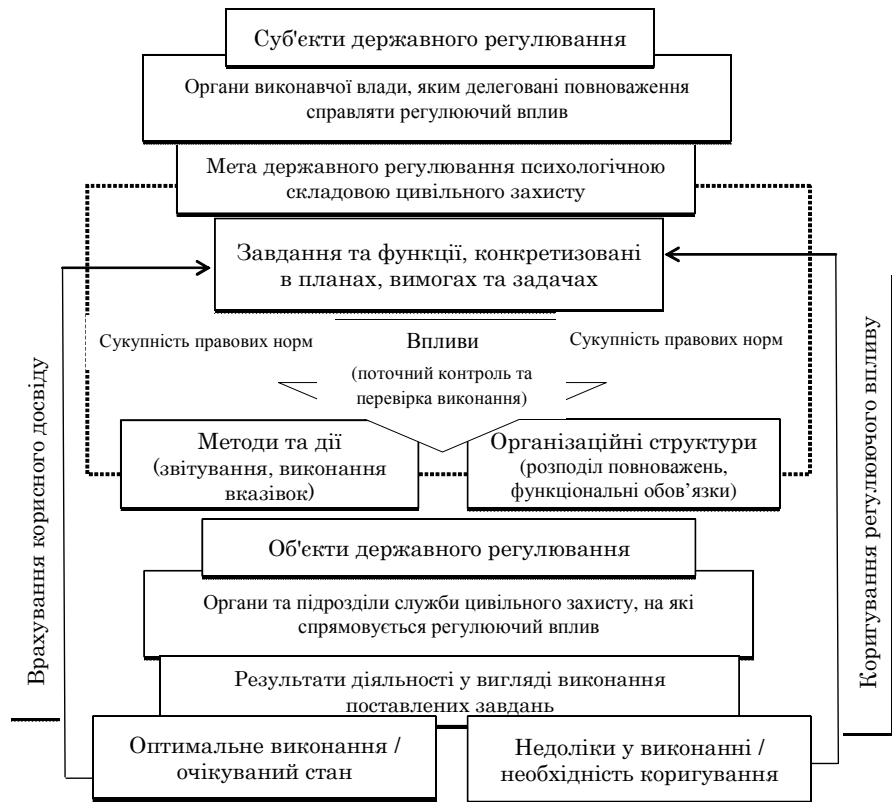 Суб'єкти державного регулювання
Органи виконавчої влади, яким делеговані повноваження
справляти регулюючий вплив
Мета державного регулювання психологічною
складовою цивільного захисту
Завдання та функції, конкретизовані
в планах, вимогах та задачах
Сукупність правових норм
Впливи
(поточний контроль та
перевірка виконання)
Сукупність правових норм
Методи та дії
(звітування, виконання
вказівок)
Організаційні структури
(розподіл повноважень,
функціональні обов’язки)
Об'єкти державного регулювання
Органи та підрозділи служби цивільного захисту, на які
спрямовується регулюючий вплив
Результати діяльності у вигляді виконання
поставлених завдань
Оптимальне виконання /
очікуваний стан
Недоліки у виконанні /
необхідність коригування
Врахування корисного досвіду
Коригування регулюючого впливу